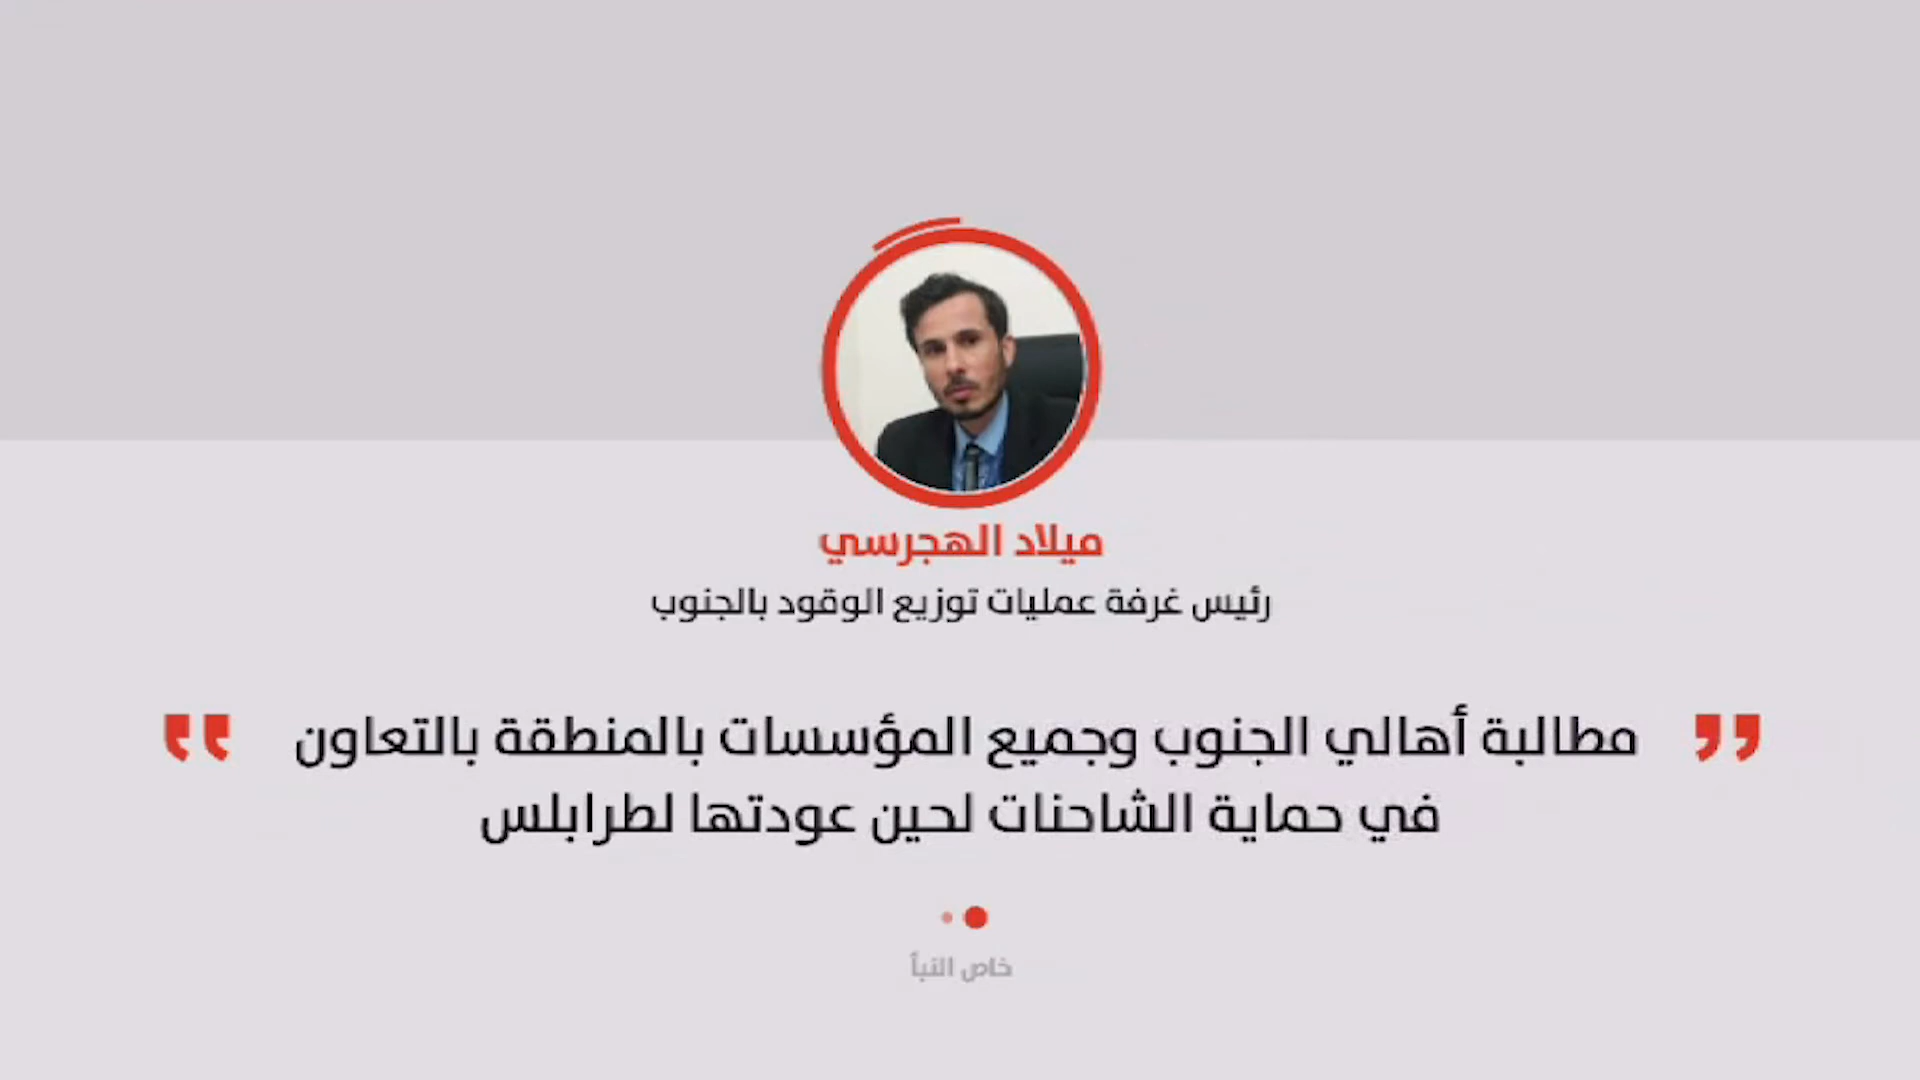 ميلاد الهجرسي
رئيس غرفة عمليات توزيع الوقود بالجنوب
" مطالبة أهالي الجنوب وجميع المؤسسات بالمنطقة بالتعاون "
في حماية الشاحنات لحين عودتها لطرابلس
خاص النبأ